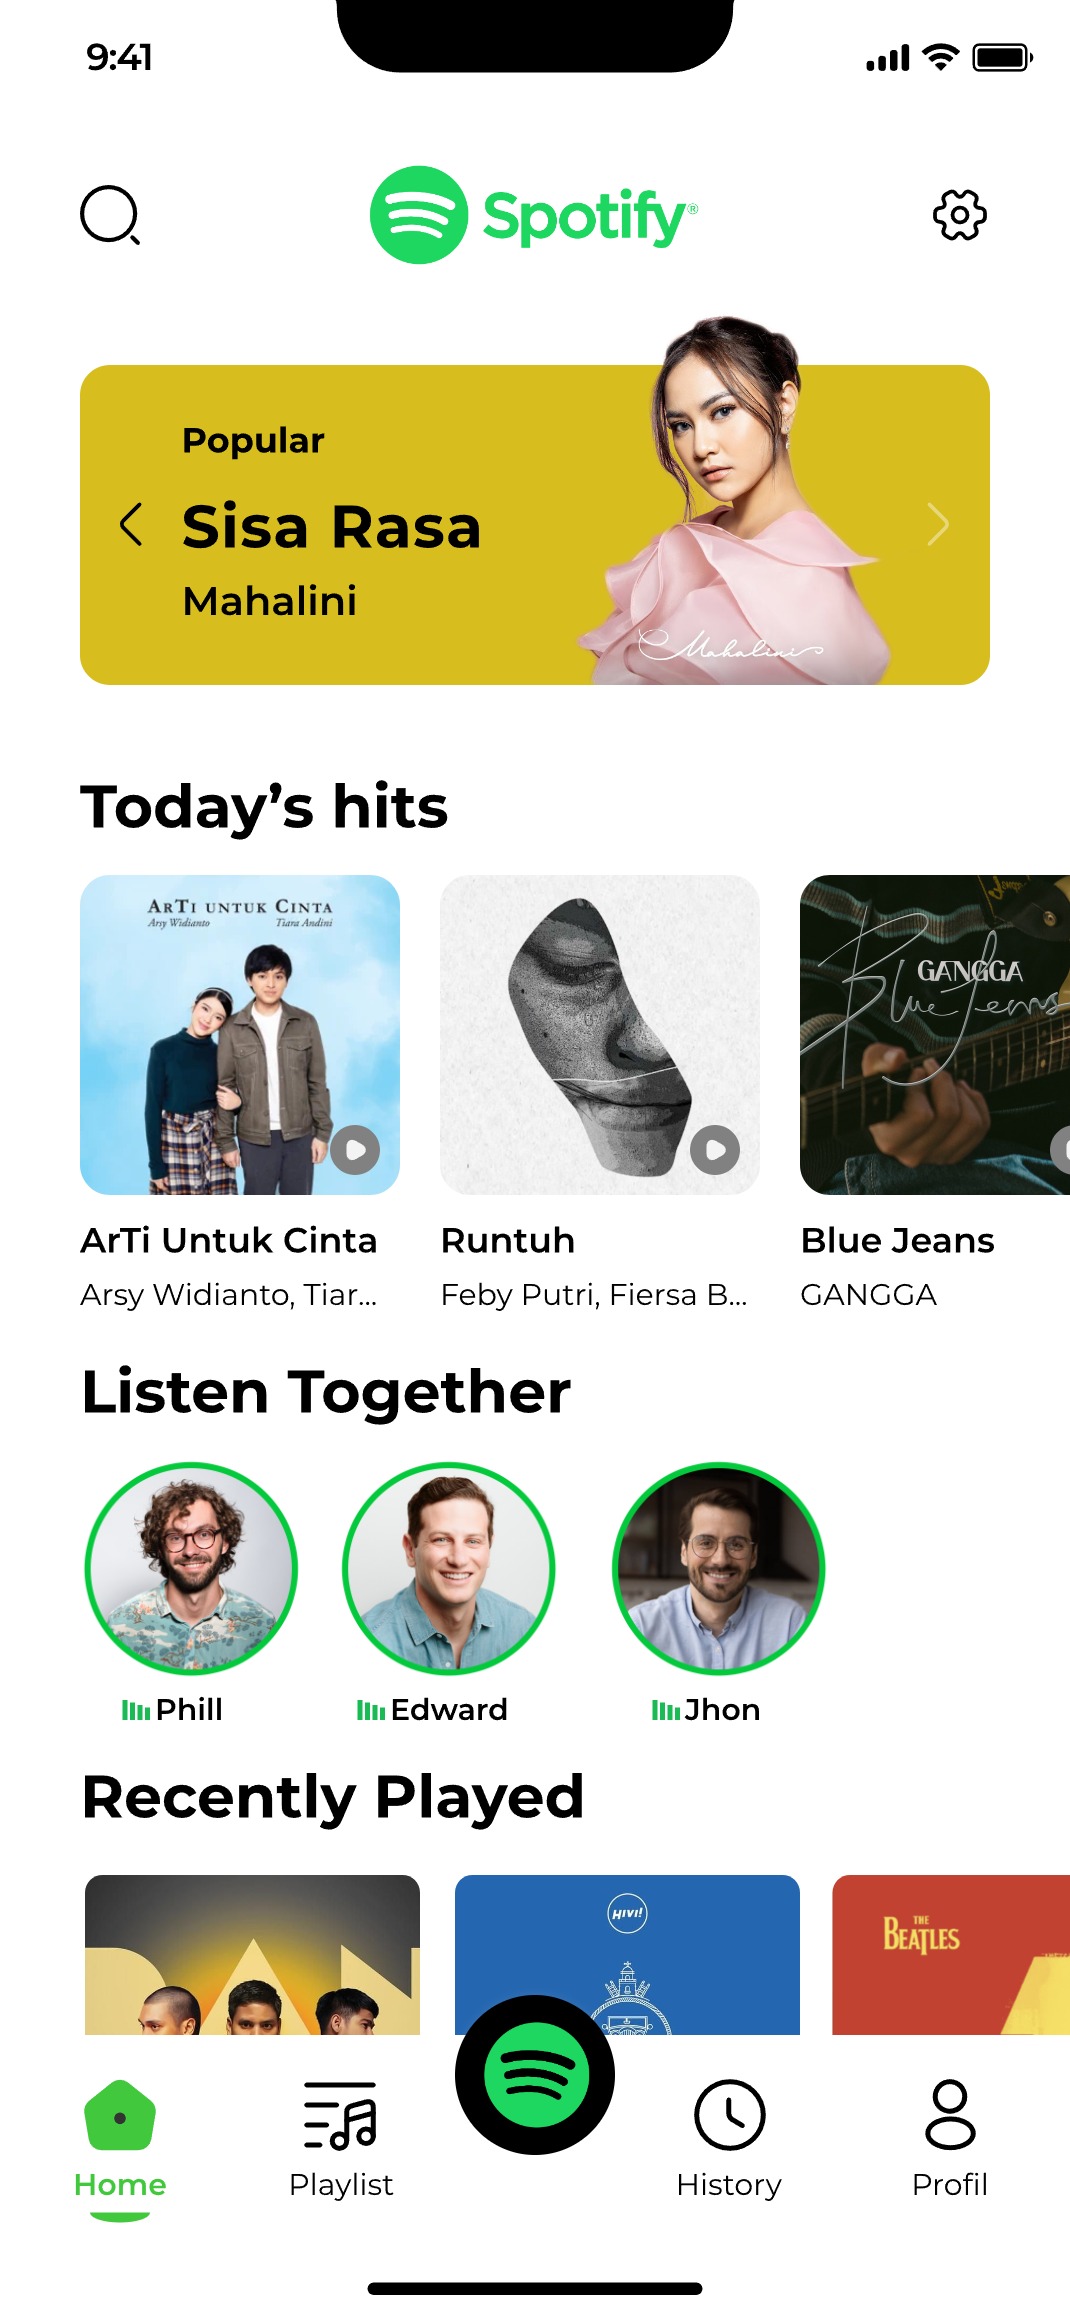 9:41
Spotify®
Popular
Sisa Rasa
Mahalini
Mahalini
Today’s hits
ARTI UNTUK CINTA
Arsy Widianto Tiara Andini
GANGGA
Blue Jeans
ArTi Untuk Cinta
Runtuh
Blue Jeans
Arsy Widianto, Tiar...
Feby Putri, Fiersa B...
GANGGA
Listen Together
Phill
Edward
Jhon
Recently Played
HIVI!
THE
BEATLES
Home
Playlist
History
Profil